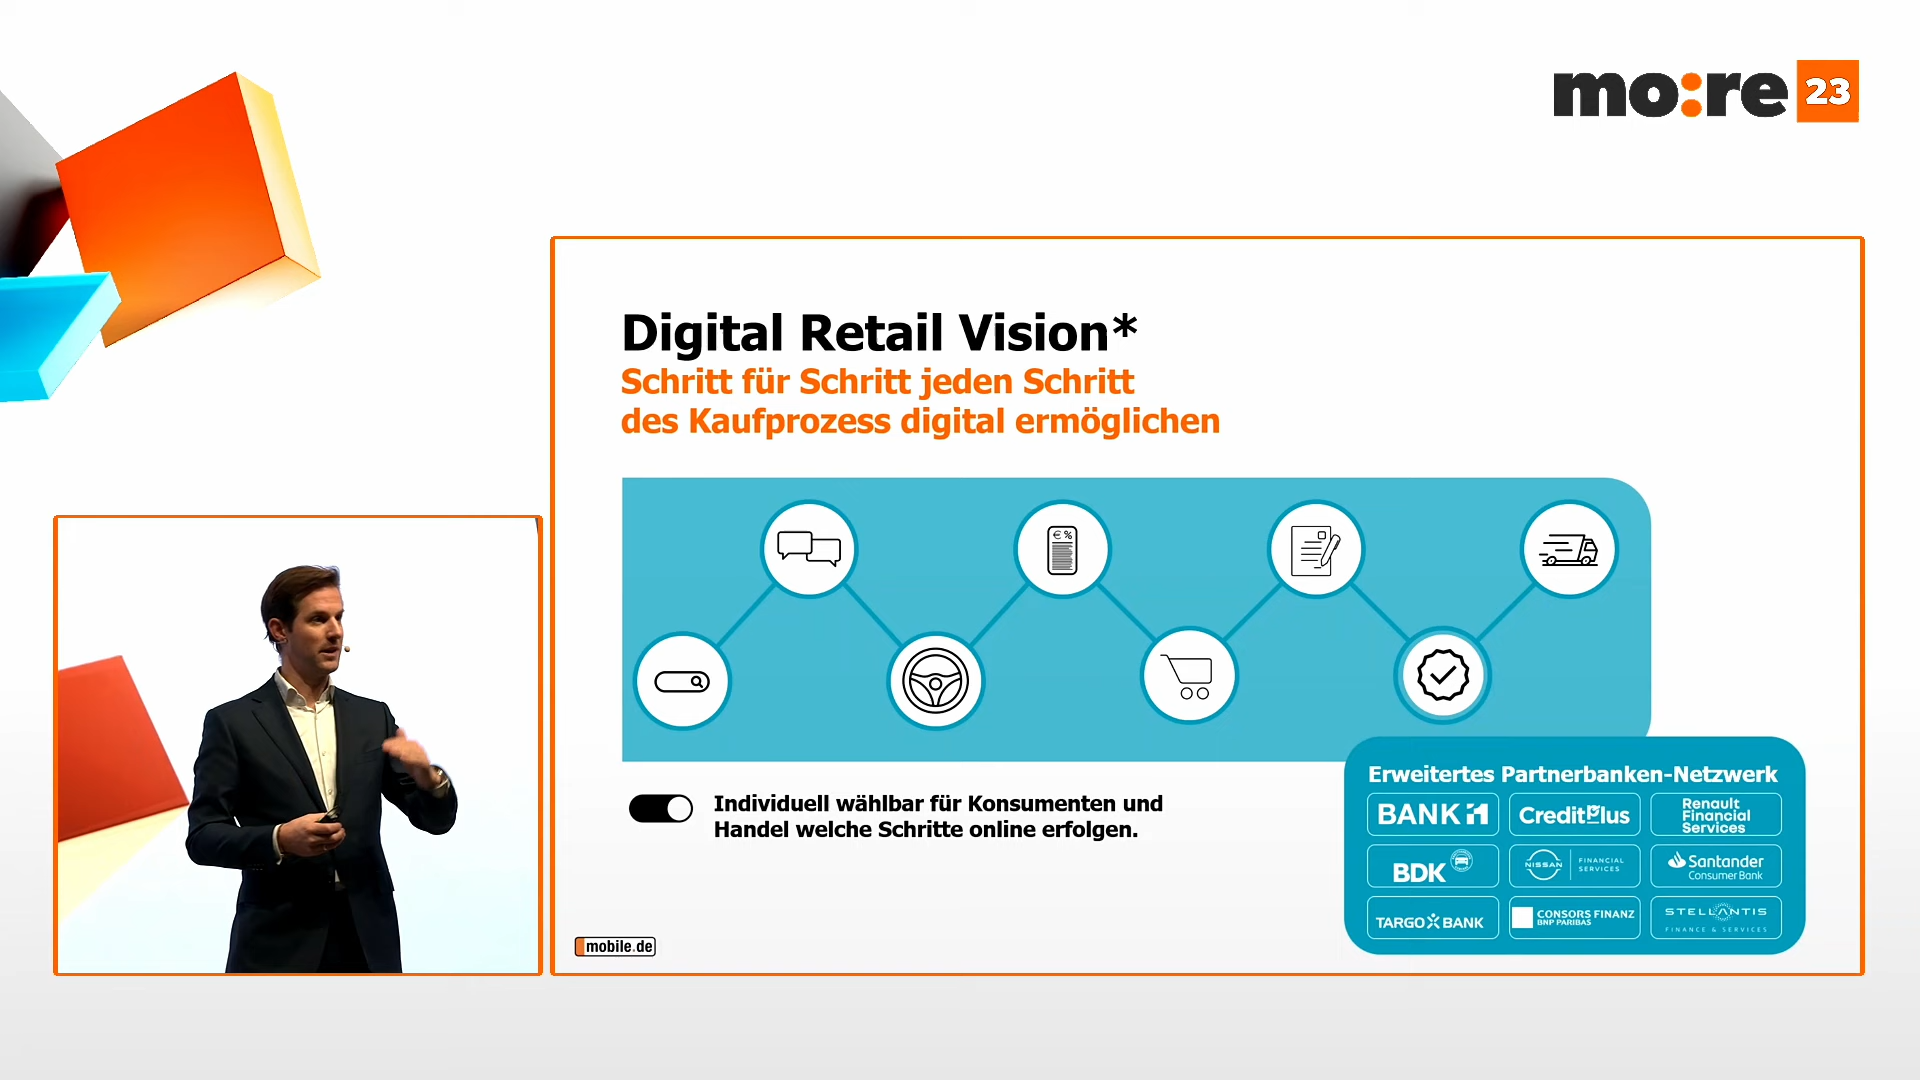 mo:re 23
Digital Retail Vision*
Schritt für Schritt jeden Schritt
des Kaufprozess digital ermöglichen
€ %
Individuell wählbar für Konsumenten und
Handel welche Schritte online erfolgen.
Erweitertes Partnerbanken-Netzwerk
BANK11
CreditPlus
Renault
Financial
Services
BDK
NISSAN
FINANCIAL
SERVICES
Santander
Consumer Bank
TARGO BANK
CONSORS FINANZ
BNP PARIBAS
STELLANTIS
FINANCE & SERVICES
mobile.de